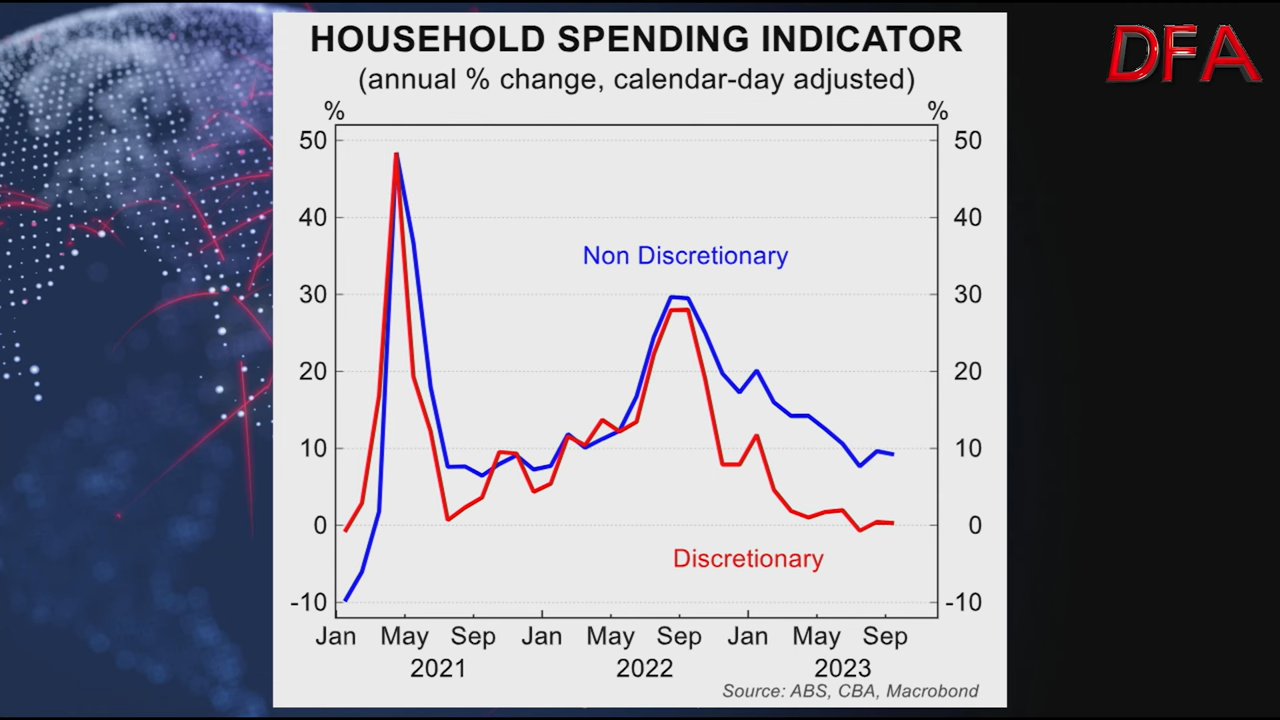 DFA
HOUSEHOLD SPENDING INDICATOR
(annual % change, calendar-day adjusted)
% %
50 50
40 40
Non Discretionary
30 30
20 20
10 10
0 0
Discretionary
-10 -10
Jan May Sep Jan May Sep Jan May Sep
2021 2022 2023
Source: ABS, CBA, Macrobond